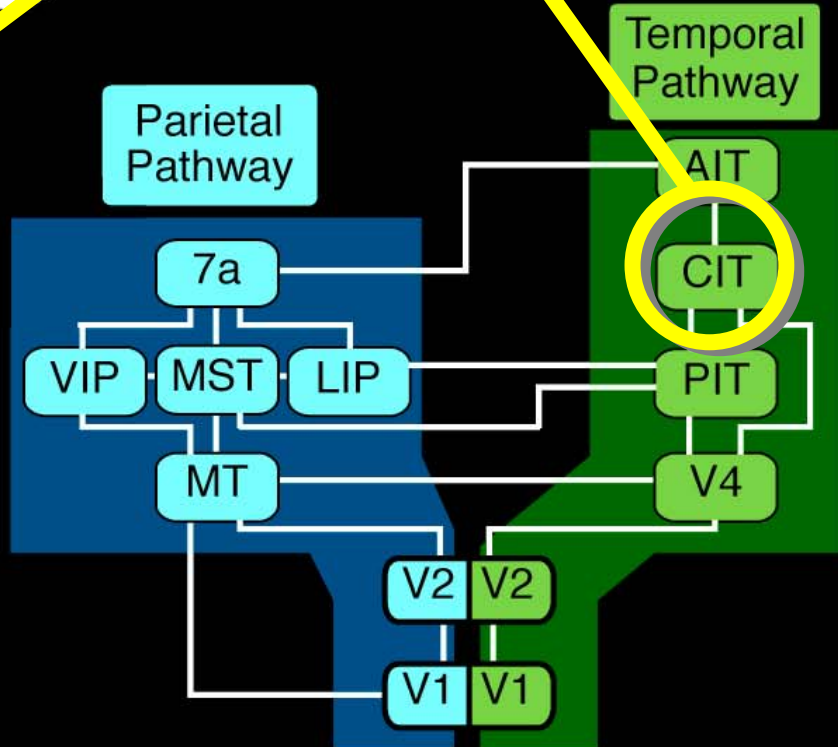 Temporal
Pathway
Parietal
Pathway
AIT
7a
CIT
VIP
MST
LIP
PIT
MT
V4
V2
V2
V1
V1